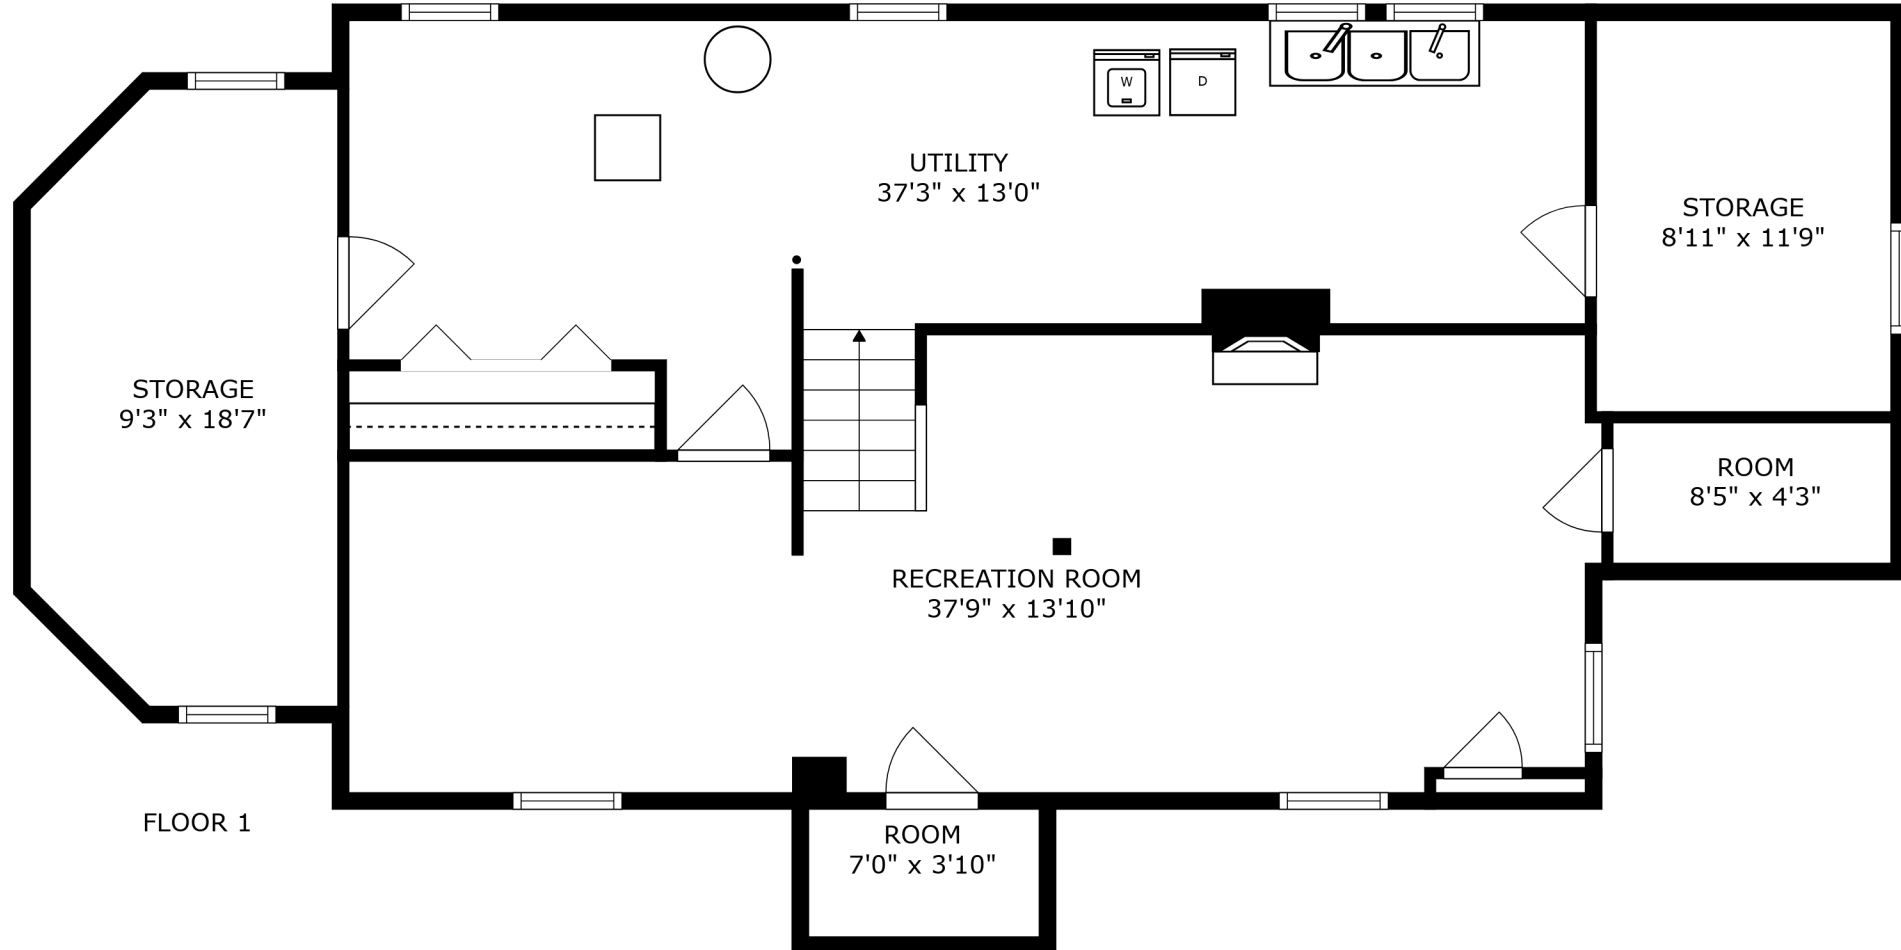 W
D
UTILITY
37'3" x 13'0"
STORAGE
8'11" x 11'9"
STORAGE
9'3" x 18'7"
ROOM
8'5" x 4'3"
RECREATION ROOM
37'9" x 13'10"
FLOOR 1
ROOM
7'0" x 3'10"